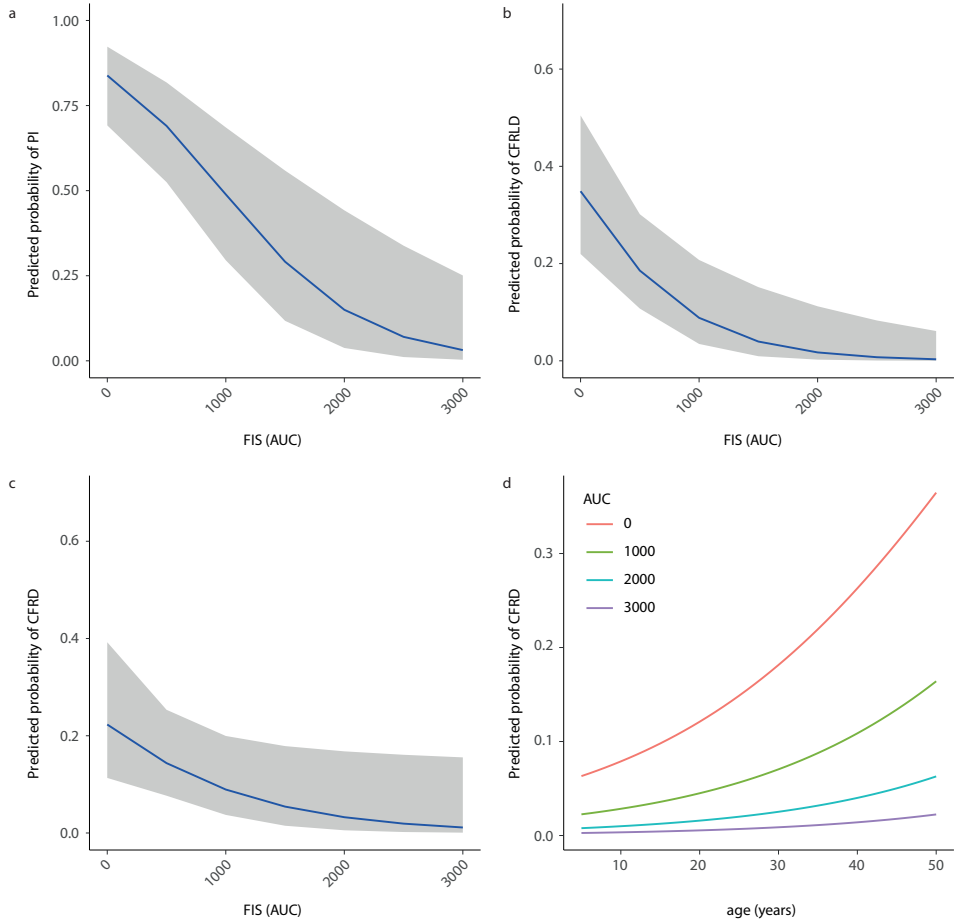 a
Predicted probability of PI
1.00
0.75
0.50
0.25
0.00
0
1000
2000
3000
FIS (AUC)
b
Predicted probability of CFRLD
0.6
0.4
0.2
0.0
0
1000
2000
3000
FIS (AUC)
c
Predicted probability of CFRD
0.6
0.4
0.2
0.0
0
1000
2000
3000
FIS (AUC)
d
Predicted probability of CFRD
0.3
0.2
0.1
0.0
AUC
0
1000
2000
3000
10
20
30
40
50
age (years)